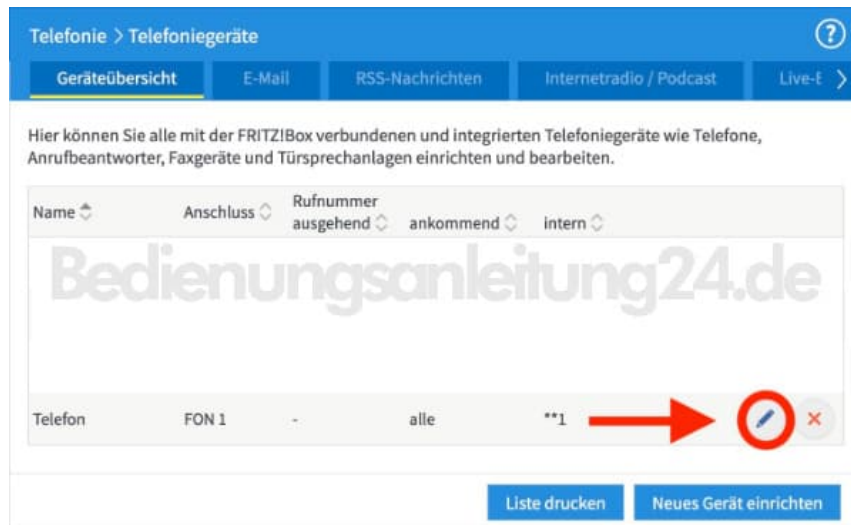 Telefonie > Telefoniegeräte
?
Geräteübersicht E-Mail RSS-Nachrichten Internetradio / Podcast
Hier können Sie alle mit der FRITZ!Box verbundenen und integrierten Telefoniegeräte wie Telefone,
Anrufbeantworter, Faxgeräte und Türsprechanlagen einrichten und bearbeiten.
Name Anschluss Rufnummer
ausgehend ankommend intern
Bedienungsanleitung24.de
Telefon FON 1 - alle **1
Liste drucken Neues Gerät einrichten